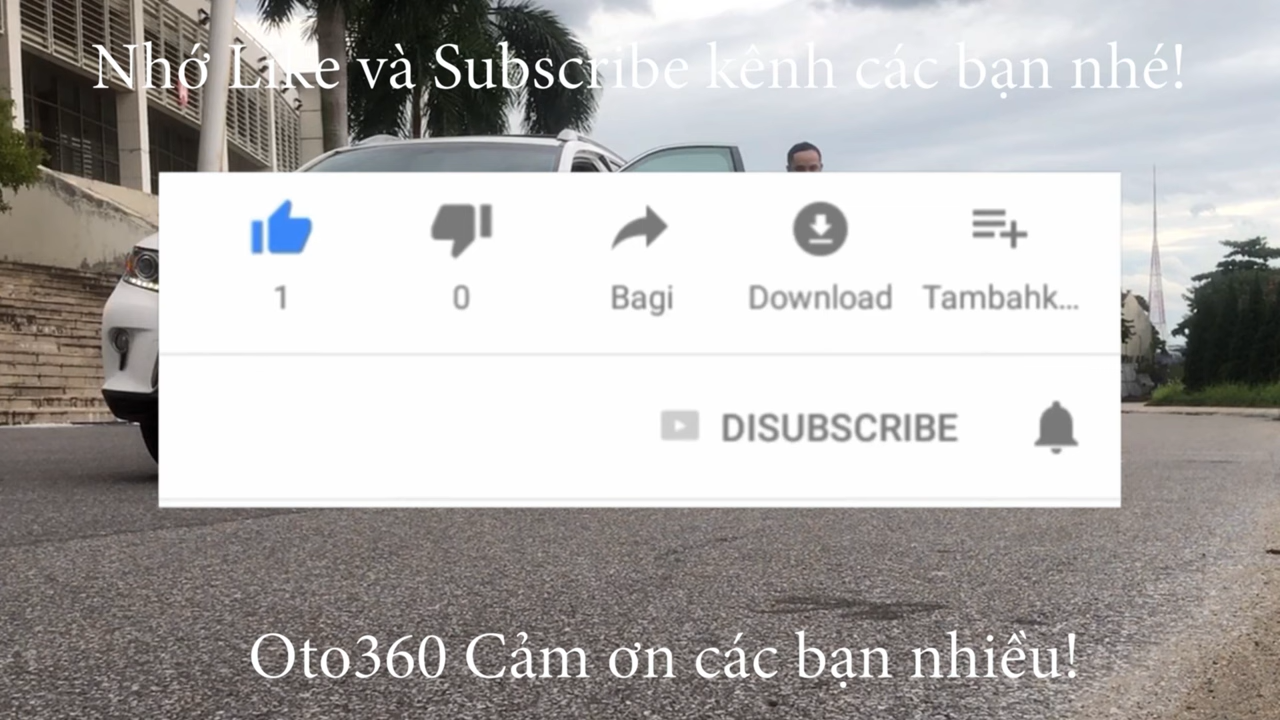 Nhớ Like và Subscribe kênh các bạn nhé!
1 0 Bagi Download Tambahk...
DISUBSCRIBE
Oto360 Cảm ơn các bạn nhiều!